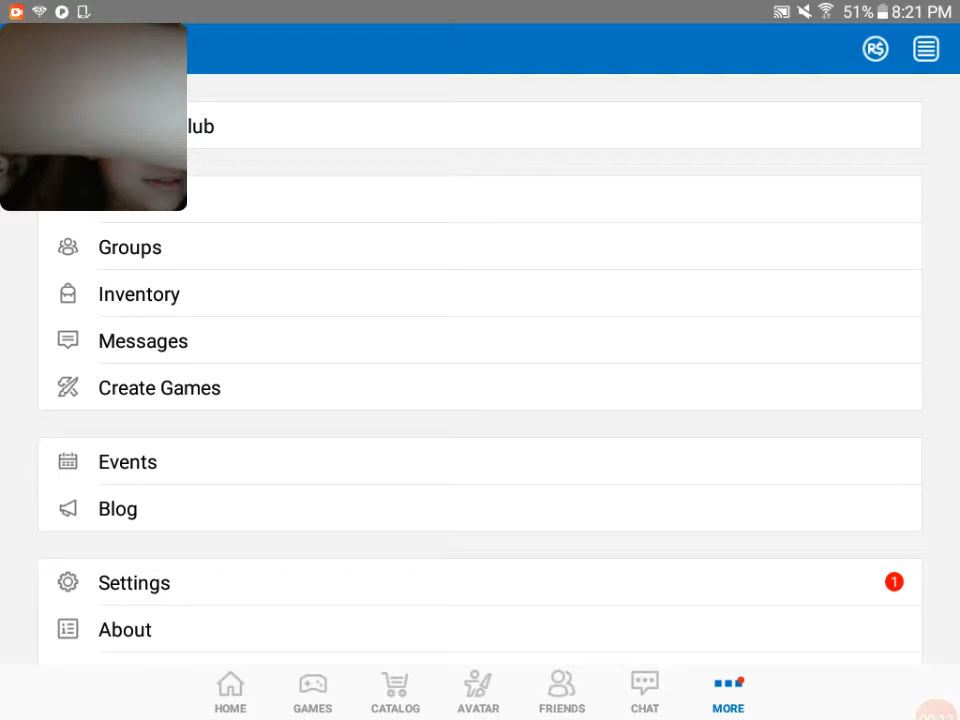 51% 8:21 PM
R$
lub
Groups
Inventory
Messages
Create Games
Events
Blog
Settings 1
About
HOME GAMES CATALOG AVATAR FRIENDS CHAT MORE